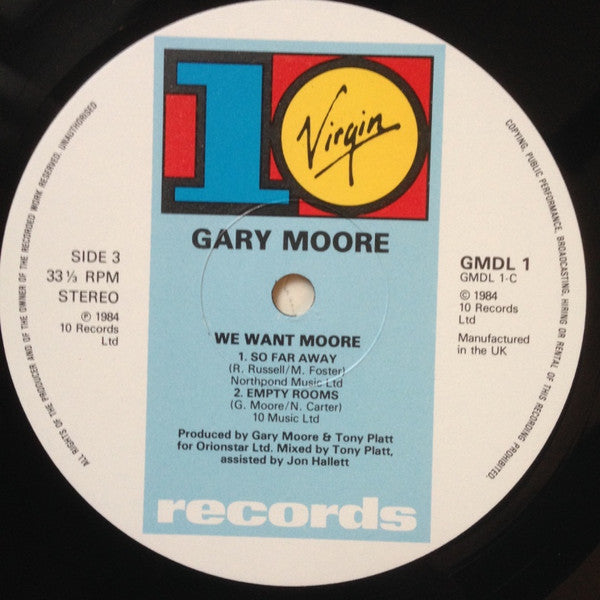 10
Virgin
GARY MOORE
SIDE 3
33⅓ RPM
STEREO
℗ 1984
10 Records
Ltd
GMDL 1
GMDL 1-C
© 1984
10 Records
Ltd
Manufactured
in the UK
WE WANT MOORE
1. SO FAR AWAY
(R. Russell/M. Foster)
Northpond Music Ltd
2. EMPTY ROOMS
(G. Moore/N. Carter)
10 Music Ltd
Produced by Gary Moore & Tony Platt
for Orionstar Ltd. Mixed by Tony Platt,
assisted by Jon Hallett
records
ALL RIGHTS OF THE PRODUCER AND OF THE OWNER OF THE RECORDED WORK RESERVED. UNAUTHORISED
COPYING, PUBLIC PERFORMANCE, BROADCASTING, HIRING OR RENTAL OF THIS RECORDING PROHIBITED.